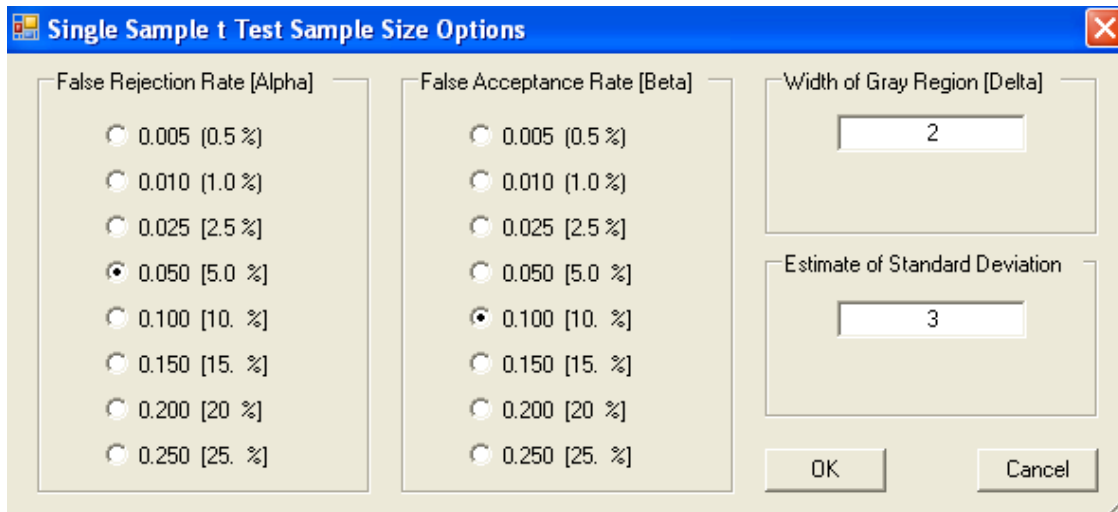 Single Sample t Test Sample Size Options
False Rejection Rate [Alpha]
0.005 (0.5 %)
0.010 (1.0 %)
0.025 [2.5 %]
0.050 [5.0 %]
0.100 [10. %]
0.150 [15. %]
0.200 [20 %]
0.250 [25. %]
False Acceptance Rate [Beta]
0.005 (0.5 %)
0.010 (1.0 %)
0.025 [2.5 %]
0.050 [5.0 %]
0.100 [10. %]
0.150 [15. %]
0.200 [20 %]
0.250 [25. %]
Width of Gray Region [Delta]
2
Estimate of Standard Deviation
3
OK
Cancel